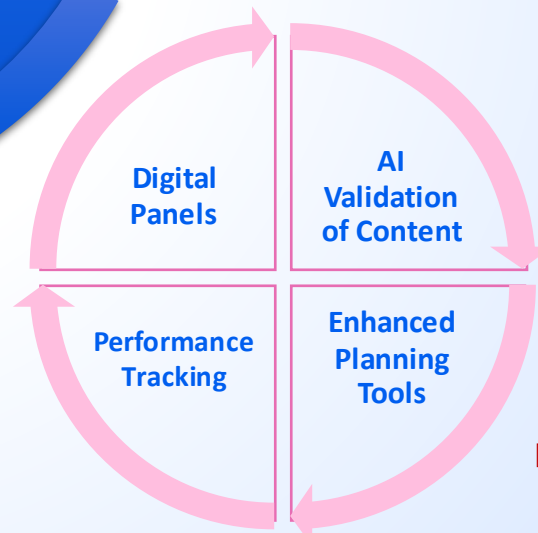 Digital
Panels
AI
Validation
of Content
Performance
Tracking
Enhanced
Planning
Tools